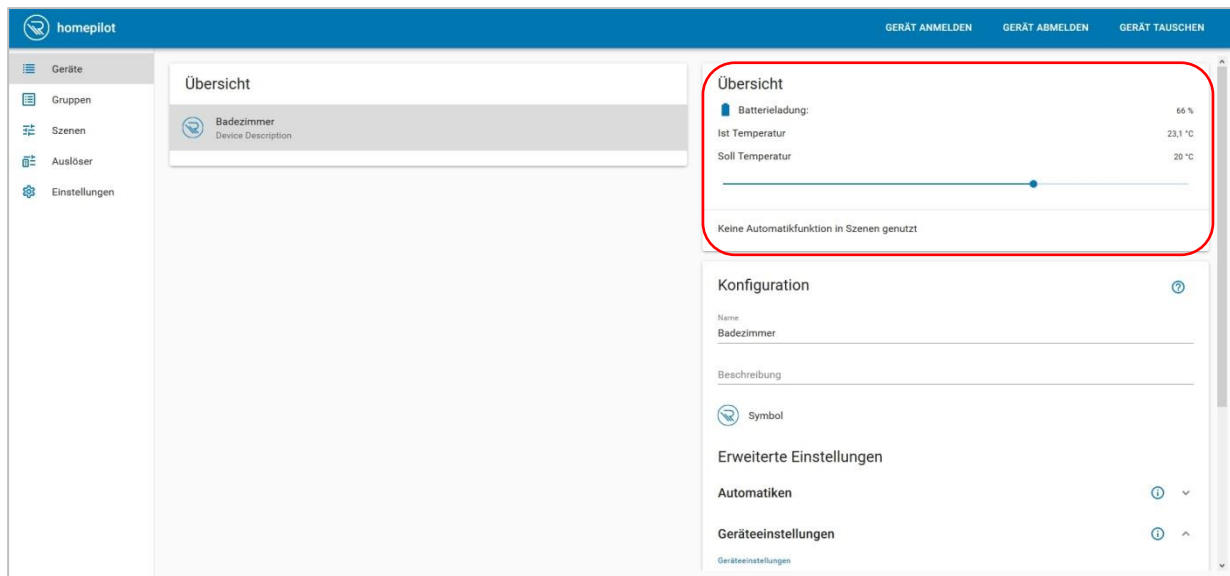 homepilot
GERÄT ANMELDEN
GERÄT ABMELDEN
GERÄT TAUSCHEN
Geräte
Gruppen
Szenen
Auslöser
Einstellungen
Übersicht
Badezimmer
Device Description
Übersicht
Batterieladung: 66 %
Ist Temperatur 23,1 °C
Soll Temperatur 20 °C
Keine Automatikfunktion in Szenen genutzt
Konfiguration
Name
Badezimmer
Beschreibung
Symbol
Erweiterte Einstellungen
Automatiken
Geräteeinstellungen
Geräteeinstellungen